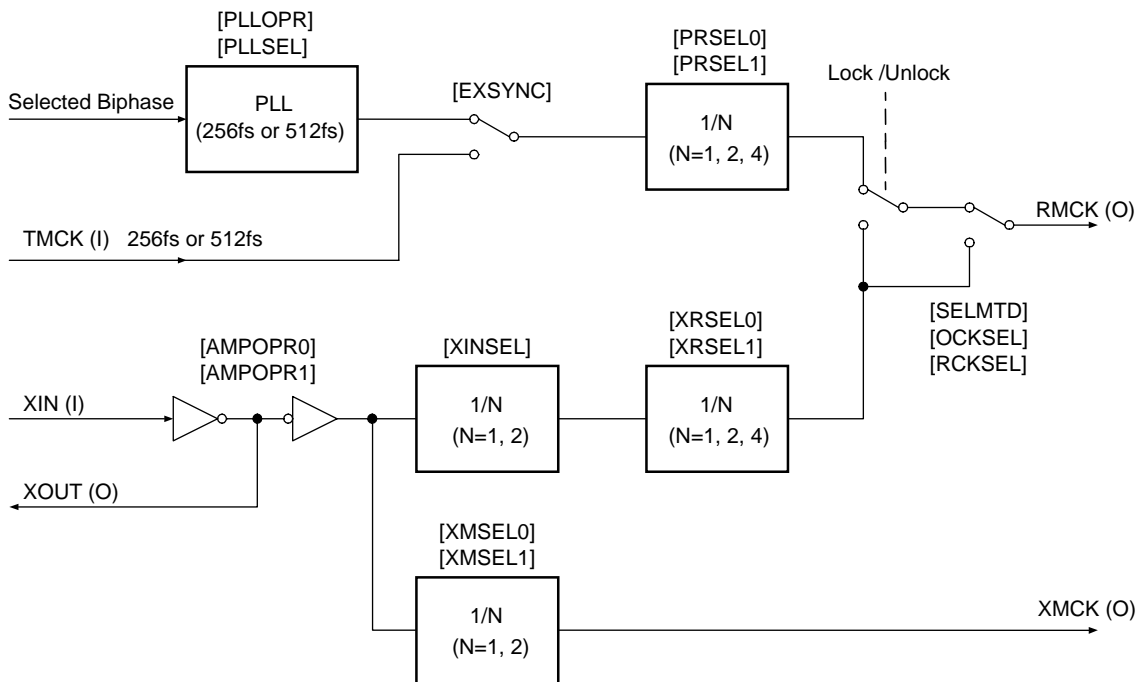 [PLLOPR]
[PLLSEL]
[PRSEL0]
[PRSEL1]
Lock /Unlock
[EXSYNC]
Selected Biphase
PLL
(256fs or 512fs)
1/N
(N=1, 2, 4)
RMCK (O)
TMCK (I) 256fs or 512fs
[SELMTD]
[OCKSEL]
[RCKSEL]
[AMPOPR0]
[AMPOPR1]
[XINSEL]
[XRSEL0]
[XRSEL1]
XIN (I)
1/N
(N=1, 2)
1/N
(N=1, 2, 4)
XOUT (O)
[XMSEL0]
[XMSEL1]
1/N
(N=1, 2)
XMCK (O)